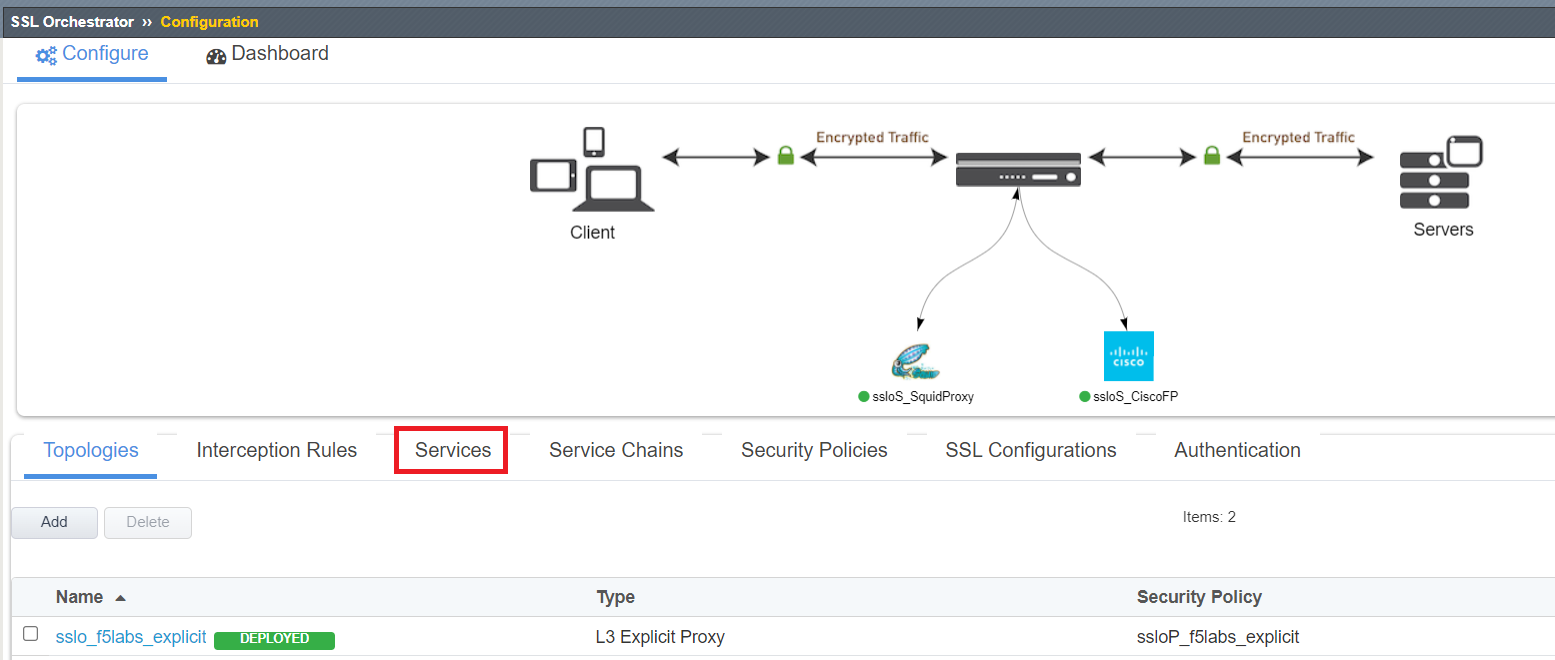 SSL Orchestrator ›› Configuration
Configure Dashboard
Encrypted Traffic Encrypted Traffic
Client
Servers
CISCO
ssloS_SquidProxy ssloS_CiscoFP
Topologies Interception Rules Services Service Chains Security Policies SSL Configurations Authentication
Add Delete Items: 2
Name Type Security Policy
sslo_f5labs_explicit DEPLOYED L3 Explicit Proxy ssloP_f5labs_explicit